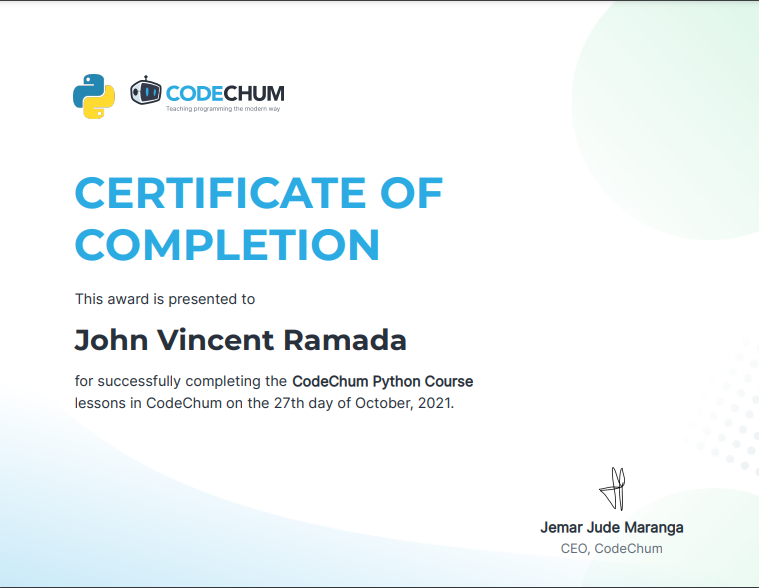 CODECHUM
Teaching programming the modern way
CERTIFICATE OF
COMPLETION
This award is presented to
John Vincent Ramada
for successfully completing the CodeChum Python Course
lessons in CodeChum on the 27th day of October, 2021.
Jemar Jude Maranga
CEO, CodeChum